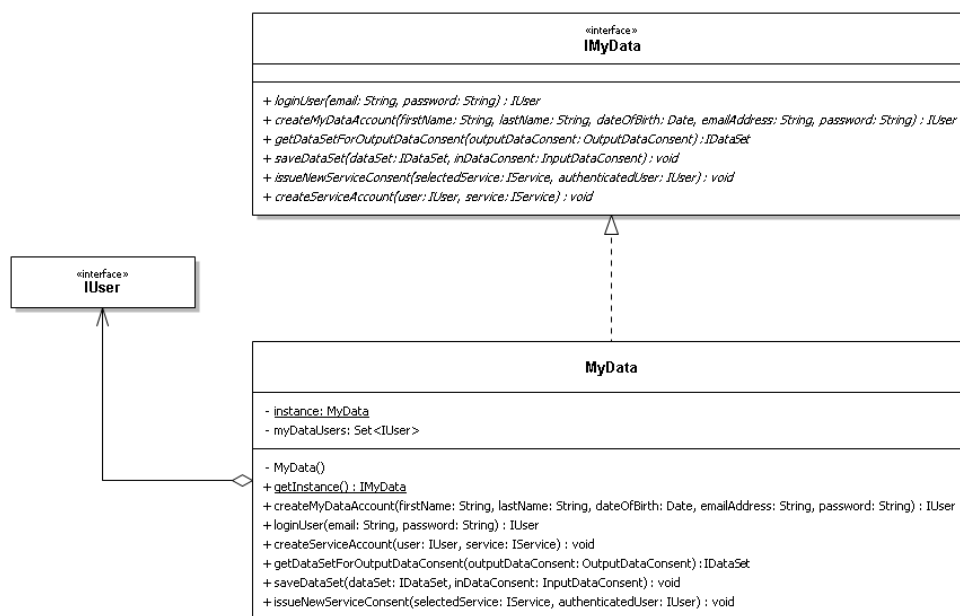 «interface»
IMyData
+ loginUser(email: String, password: String) : IUser
+ createMyDataAccount(firstName: String, lastName: String, dateOfBirth: Date, emailAddress: String, password: String) : IUser
+ getDataSetForOutputDataConsent(outputDataConsent: OutputDataConsent) : IDataSet
+ saveDataSet(dataSet: IDataSet, inDataConsent: InputDataConsent) : void
+ issueNewServiceConsent(selectedService: IService, authenticatedUser: IUser) : void
+ createServiceAccount(user: IUser, service: IService) : void
«interface»
IUser
MyData
- instance: MyData
- myDataUsers: Set<IUser>
- MyData()
+ getInstance() : IMyData
+ createMyDataAccount(firstName: String, lastName: String, dateOfBirth: Date, emailAddress: String, password: String) : IUser
+ loginUser(email: String, password: String) : IUser
+ createServiceAccount(user: IUser, service: IService) : void
+ getDataSetForOutputDataConsent(outputDataConsent: OutputDataConsent) : IDataSet
+ saveDataSet(dataSet: IDataSet, inDataConsent: InputDataConsent) : void
+ issueNewServiceConsent(selectedService: IService, authenticatedUser: IUser) : void